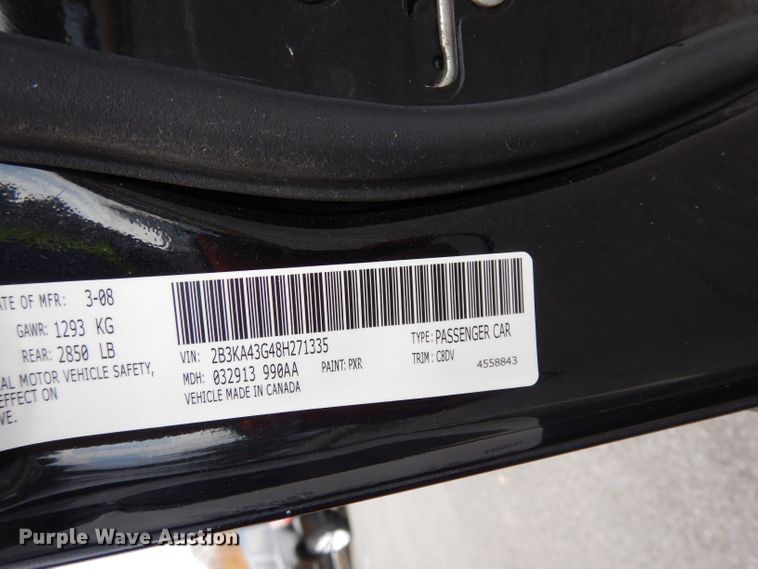 ATE OF MFR: 3-08
GAWR: 1293 KG
REAR: 2850 LB
AL MOTOR VEHICLE SAFETY,
EFFECT ON
VE.
VIN: 2B3KA43G48H271335
TYPE: PASSENGER CAR
MDH: 032913 990AA PAINT: PXR TRIM: C8DV
VEHICLE MADE IN CANADA
4558843
Purple Wave Auction